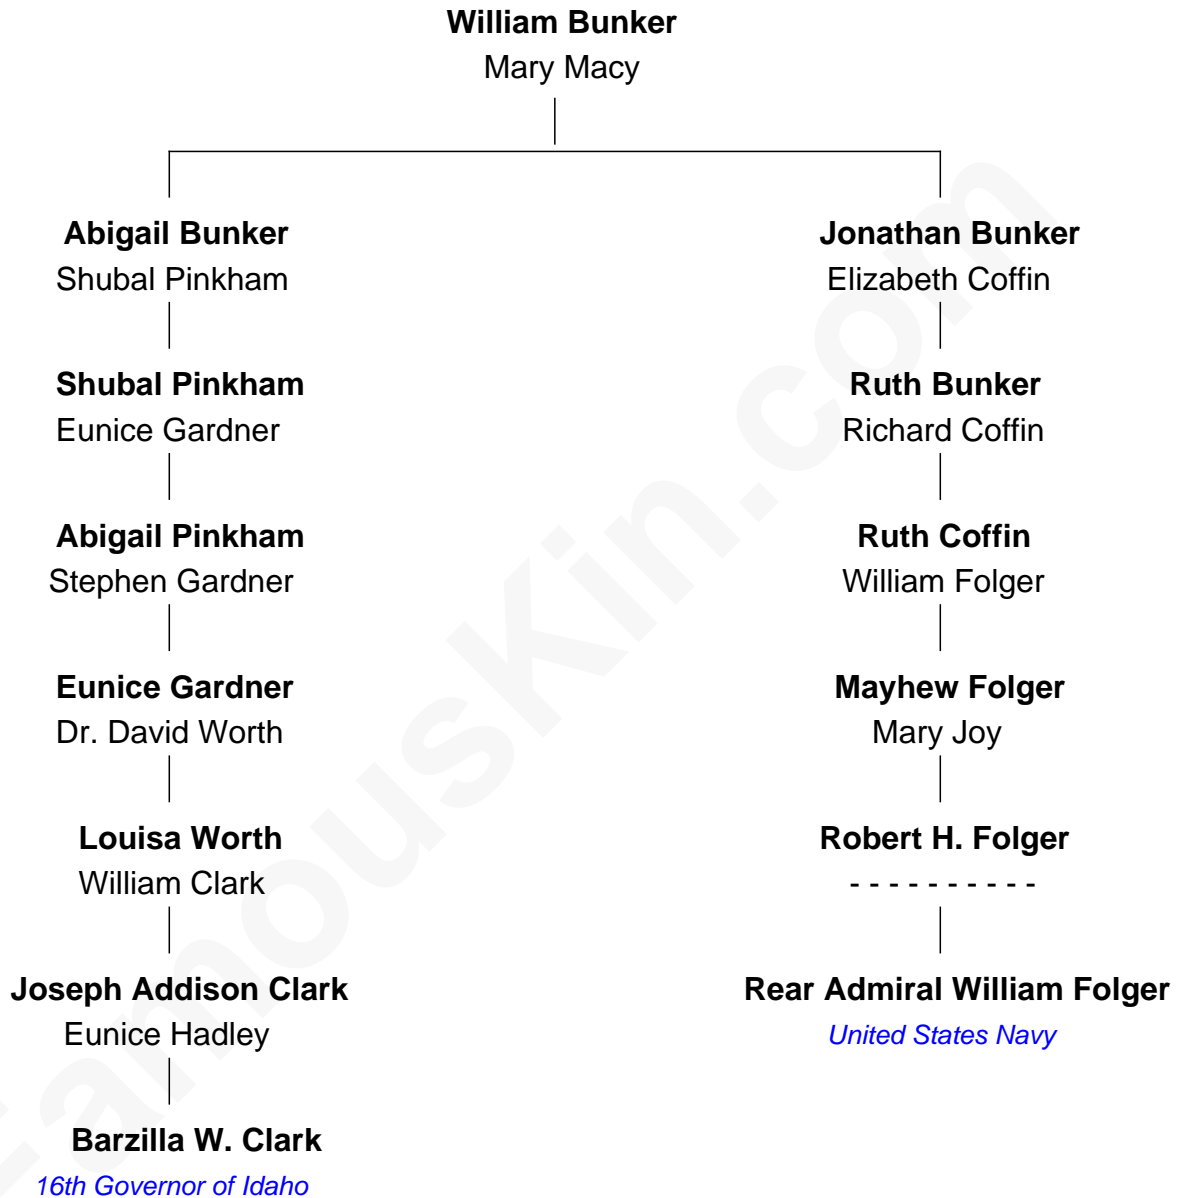 William Bunker
Mary Macy
Abigail Bunker
Shubal Pinkham
Jonathan Bunker
Elizabeth Coffin
Shubal Pinkham
Eunice Gardner
Ruth Bunker
Richard Coffin
Abigail Pinkham
Stephen Gardner
Ruth Coffin
William Folger
Eunice Gardner
Dr. David Worth
Mayhew Folger
Mary Joy
Louisa Worth
William Clark
Robert H. Folger
- - - - - - - - - -
Joseph Addison Clark
Eunice Hadley
Rear Admiral William Folger
United States Navy
Barzilla W. Clark
16th Governor of Idaho
FamousKin.com